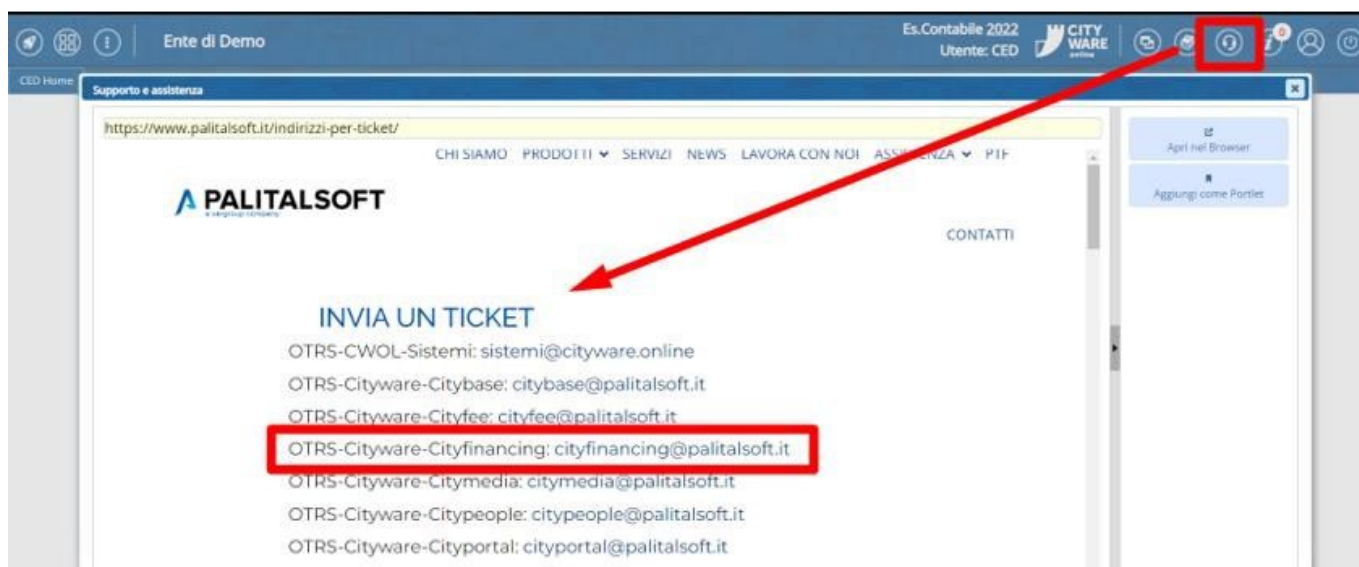 Ente di Demo
Es.Contabile 2022
Utente: CED
CITY
WARE
online
0
CED Home
Supporto e assistenza
https://www.palitalsoft.it/indirizzi-per-ticket/
CHI SIAMO PRODOTTI SERVIZI NEWS LAVORA CON NOI ASSISTENZA PTF
PALITALSOFT
CONTATTI
Apri nel Browser
Aggiungi come Portlet
INVIA UN TICKET
OTRS-CWOL-Sistemi: sistemi@cityware.online
OTRS-Cityware-Citybase: citybase@palitalsoft.it
OTRS-Cityware-Cityfee: cityfee@palitalsoft.it
OTRS-Cityware-Cityfinancing: cityfinancing@palitalsoft.it
OTRS-Cityware-Citymedia: citymedia@palitalsoft.it
OTRS-Cityware-Citypeople: citypeople@palitalsoft.it
OTRS-Cityware-Cityportal: cityportal@palitalsoft.it